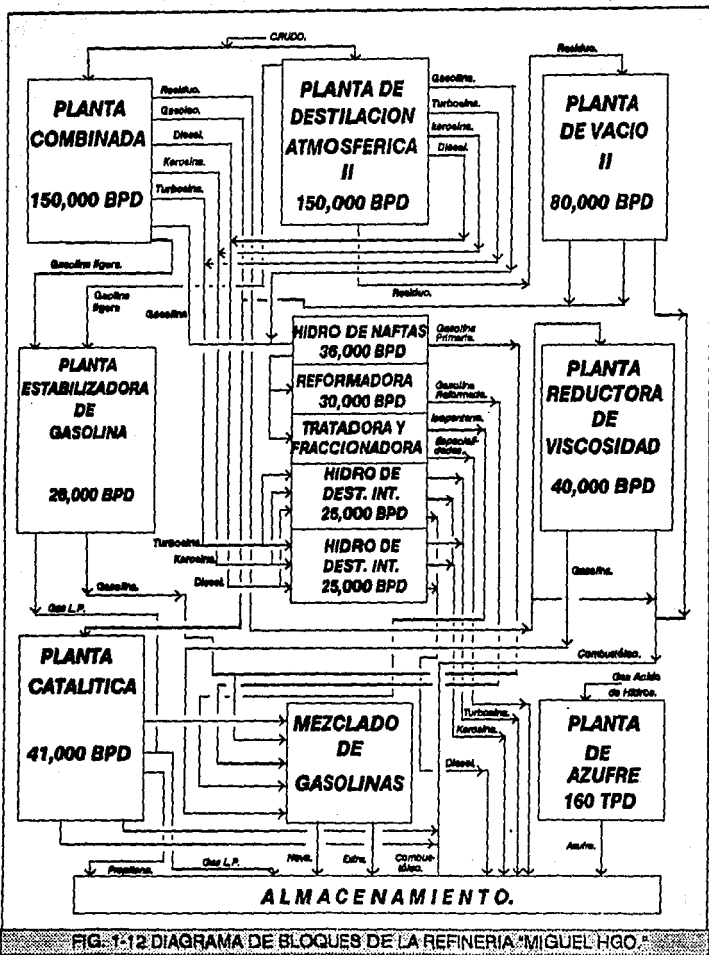 CRUDO.
PLANTA
COMBINADA
150,000 BPD
Residuo.
Gasoleo.
Diesel.
Kerosina.
Turbosina.
PLANTA DE
DESTILACION
ATMOSFERICA
II
150,000 BPD
Gasolina.
Turbosina.
kerosina.
Diesel.
Residuo.
PLANTA
DE VACIO
II
80,000 BPD
Gasolina ligera.
Gaolina
ligera
Gasolina.
Residuo.
PLANTA
ESTABILIZADORA
DE
GASOLINA
26,000 BPD
HIDRO DE NAFTAS
36,000 BPD
REFORMADORA
30,000 BPD
TRATADORA Y
FRACCIONADORA
HIDRO DE
DEST. INT.
25,000 BPD
HIDRO DE
DEST. INT.
25,000 BPD
Gasolina
Primaria.
Gasolina
Reformada.
Isopentano.
Especiali-
dades.
PLANTA
REDUCTORA
DE
VISCOSIDAD
40,000 BPD
Turbosina.
Kerosina.
Diesel.
Gasolina.
Gas L.P.
Gasolina.
Combustóleo.
PLANTA
CATALITICA
41,000 BPD
MEZCLADO
DE
GASOLINAS
Turbosina.
Kerosina.
Diesel.
Gas Acido
de Hidros.
PLANTA
DE
AZUFRE
160 TPD
Propileno.
Gas L.P.
Nova.
Extra.
Combus-
tóleo.
Azufre.
ALMACENAMIENTO.
FIG. 1-12 DIAGRAMA DE BLOQUES DE LA REFINERIA "MIGUEL HGO."